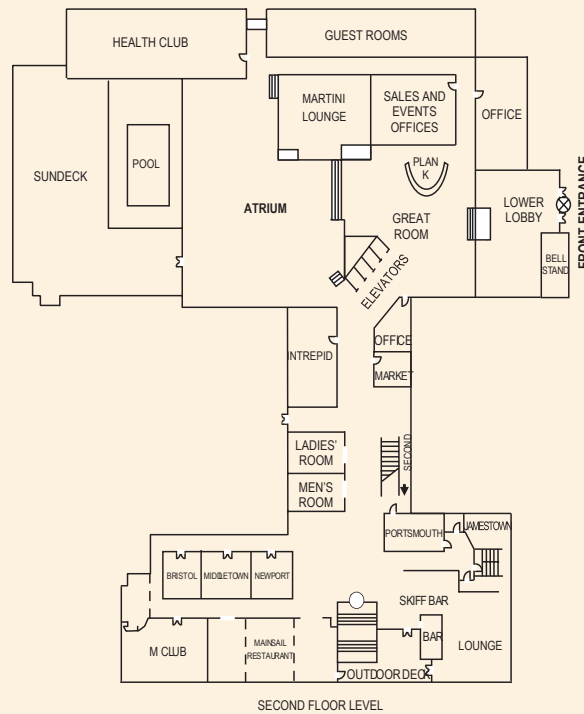 HEALTH CLUB
GUEST ROOMS
MARTINI
LOUNGE
SALES AND
EVENTS
OFFICES
OFFICE
POOL
SUNDECK
PLAN
K
ATRIUM
GREAT
ROOM
LOWER
LOBBY
FRONT ENTRANCE
BELL
STAND
ELEVATORS
INTREPID
OFFICE
MARKET
LADIES'
ROOM
SECOND
MEN'S
ROOM
PORTSMOUTH
JAMESTOWN
BRISTOL
MIDDLETOWN
NEWPORT
SKIFF BAR
BAR
LOUNGE
M CLUB
MAINSAIL
RESTAURANT
OUTDOOR DECK
SECOND FLOOR LEVEL